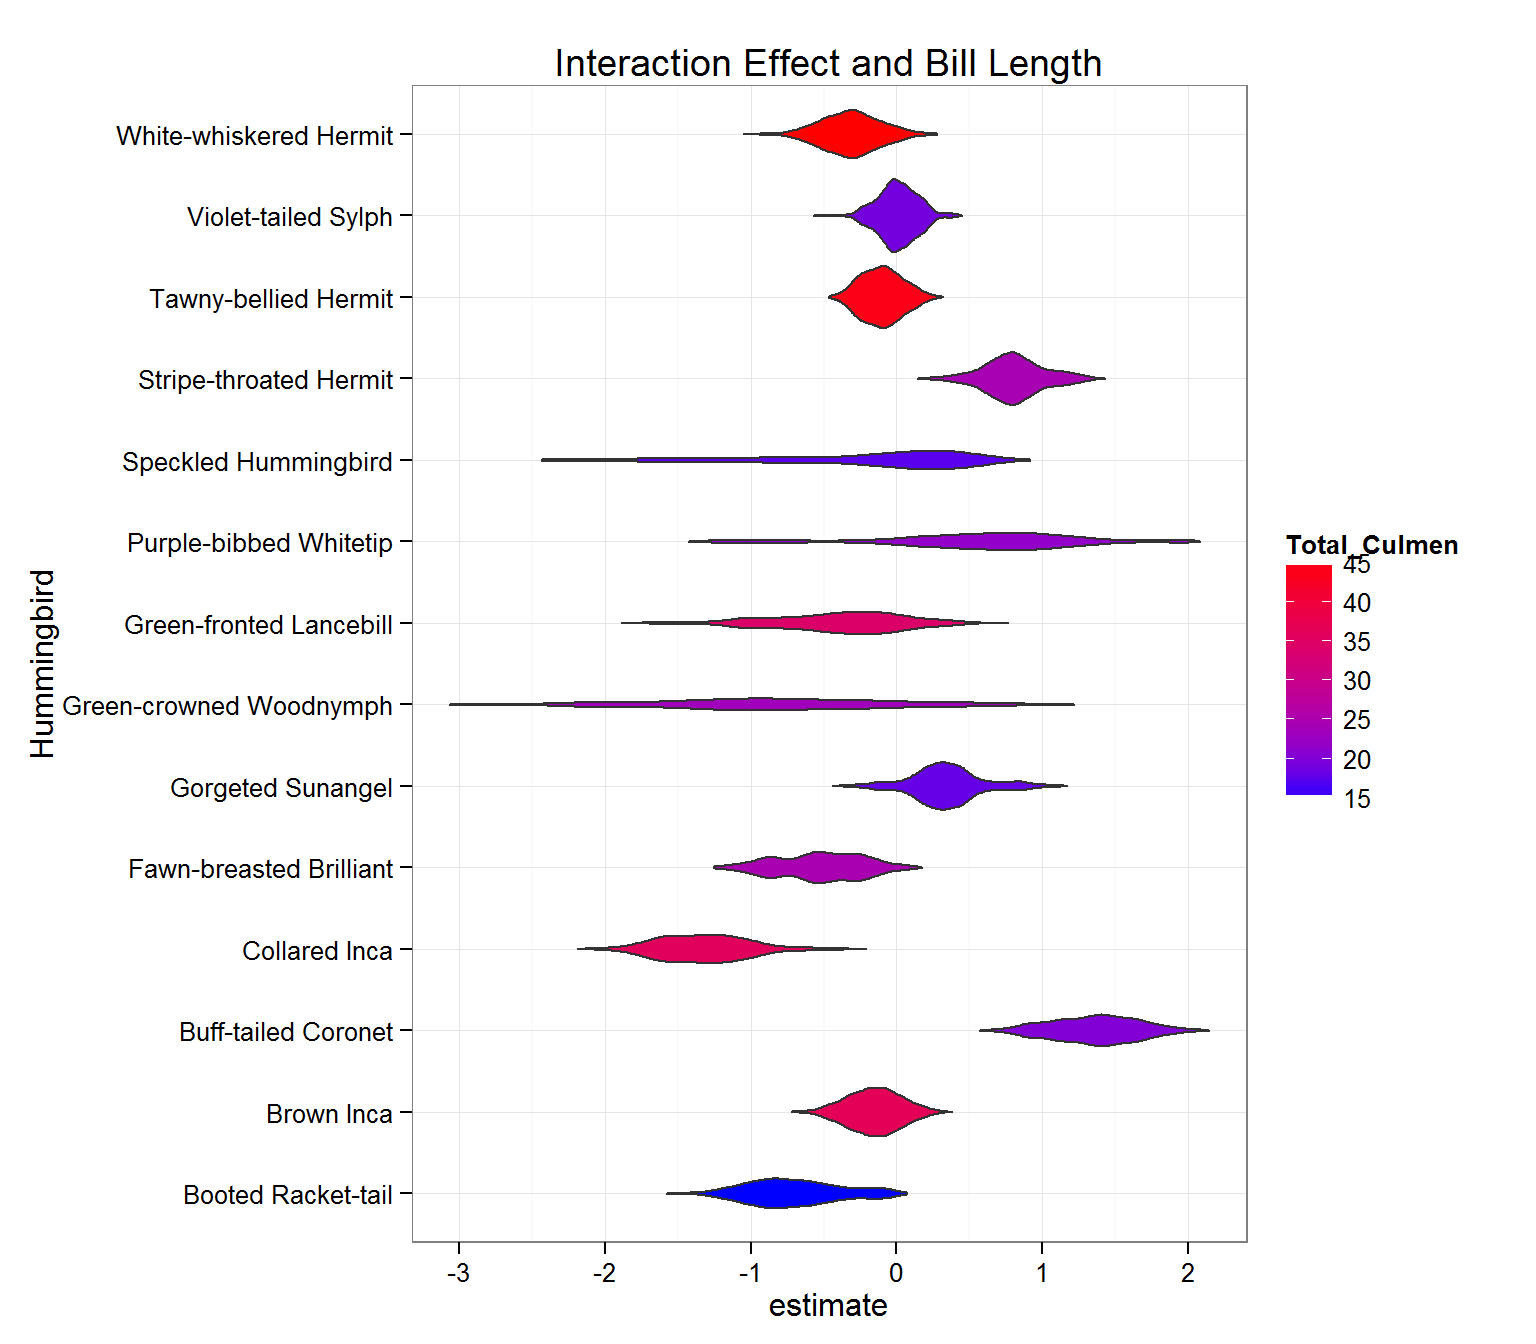 Interaction Effect and Bill Length
White-whiskered Hermit
Violet-tailed Sylph
Tawny-bellied Hermit
Stripe-throated Hermit
Speckled Hummingbird
Purple-bibbed Whitetip
Green-fronted Lancebill
Green-crowned Woodnymph
Gorgeted Sunangel
Fawn-breasted Brilliant
Collared Inca
Buff-tailed Coronet
Brown Inca
Booted Racket-tail
Hummingbird
-3 -2 -1 0 1 2
estimate
Total_Culmen
45
40
35
30
25
20
15